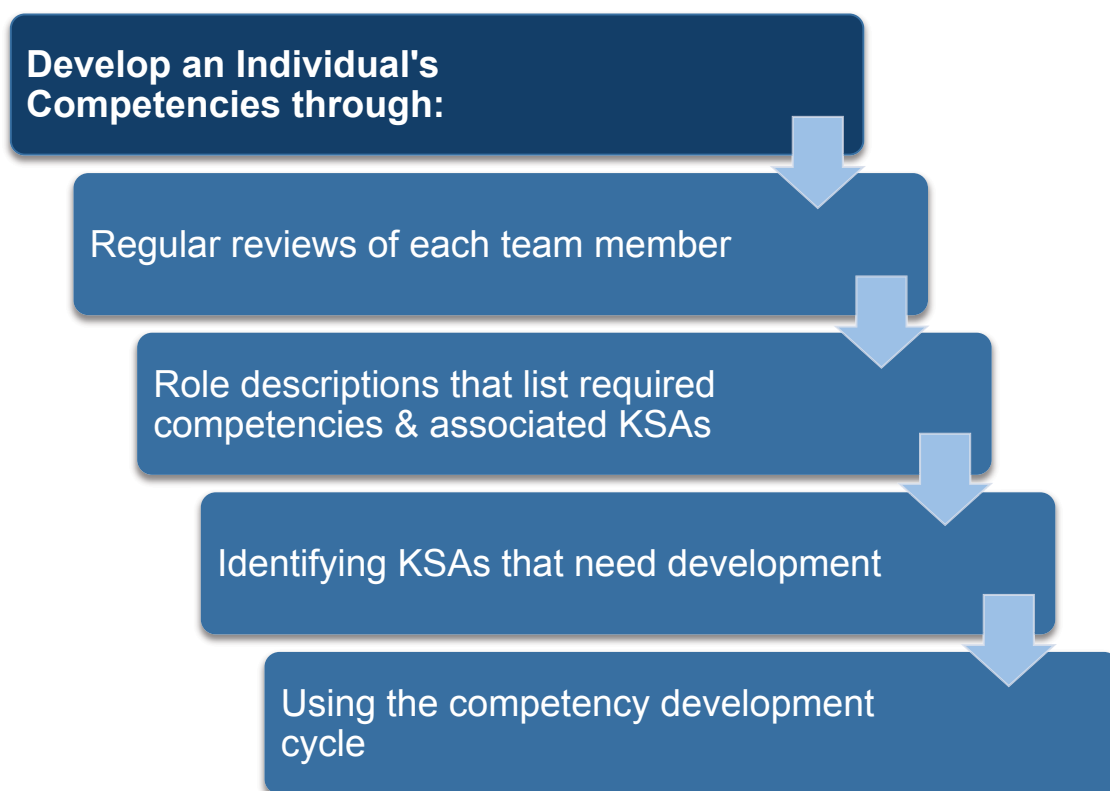 Develop an Individual's
Competencies through:
Regular reviews of each team member
Role descriptions that list required
competencies & associated KSAs
Identifying KSAs that need development
Using the competency development
cycle